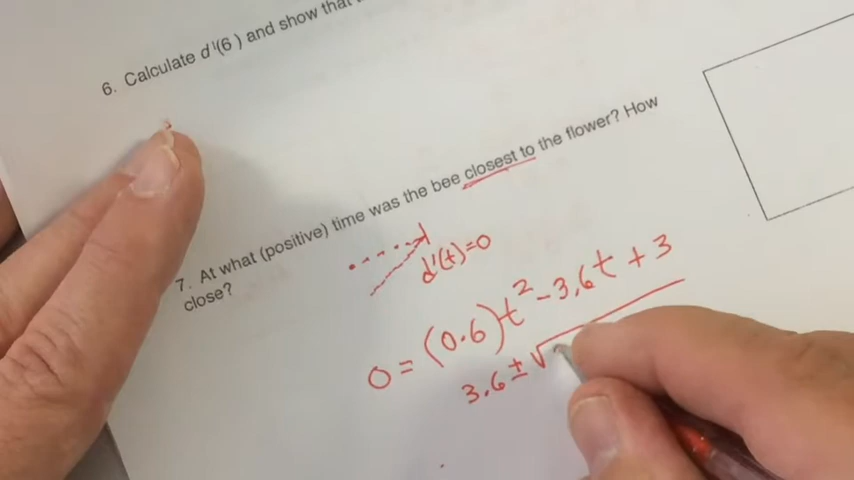 6. Calculate d'(6) and show that
7. At what (positive) time was the bee closest to the flower? How
close?
d'(t)=0
0 = (0.6)t² - 3.6t + 3
3.6 ± √